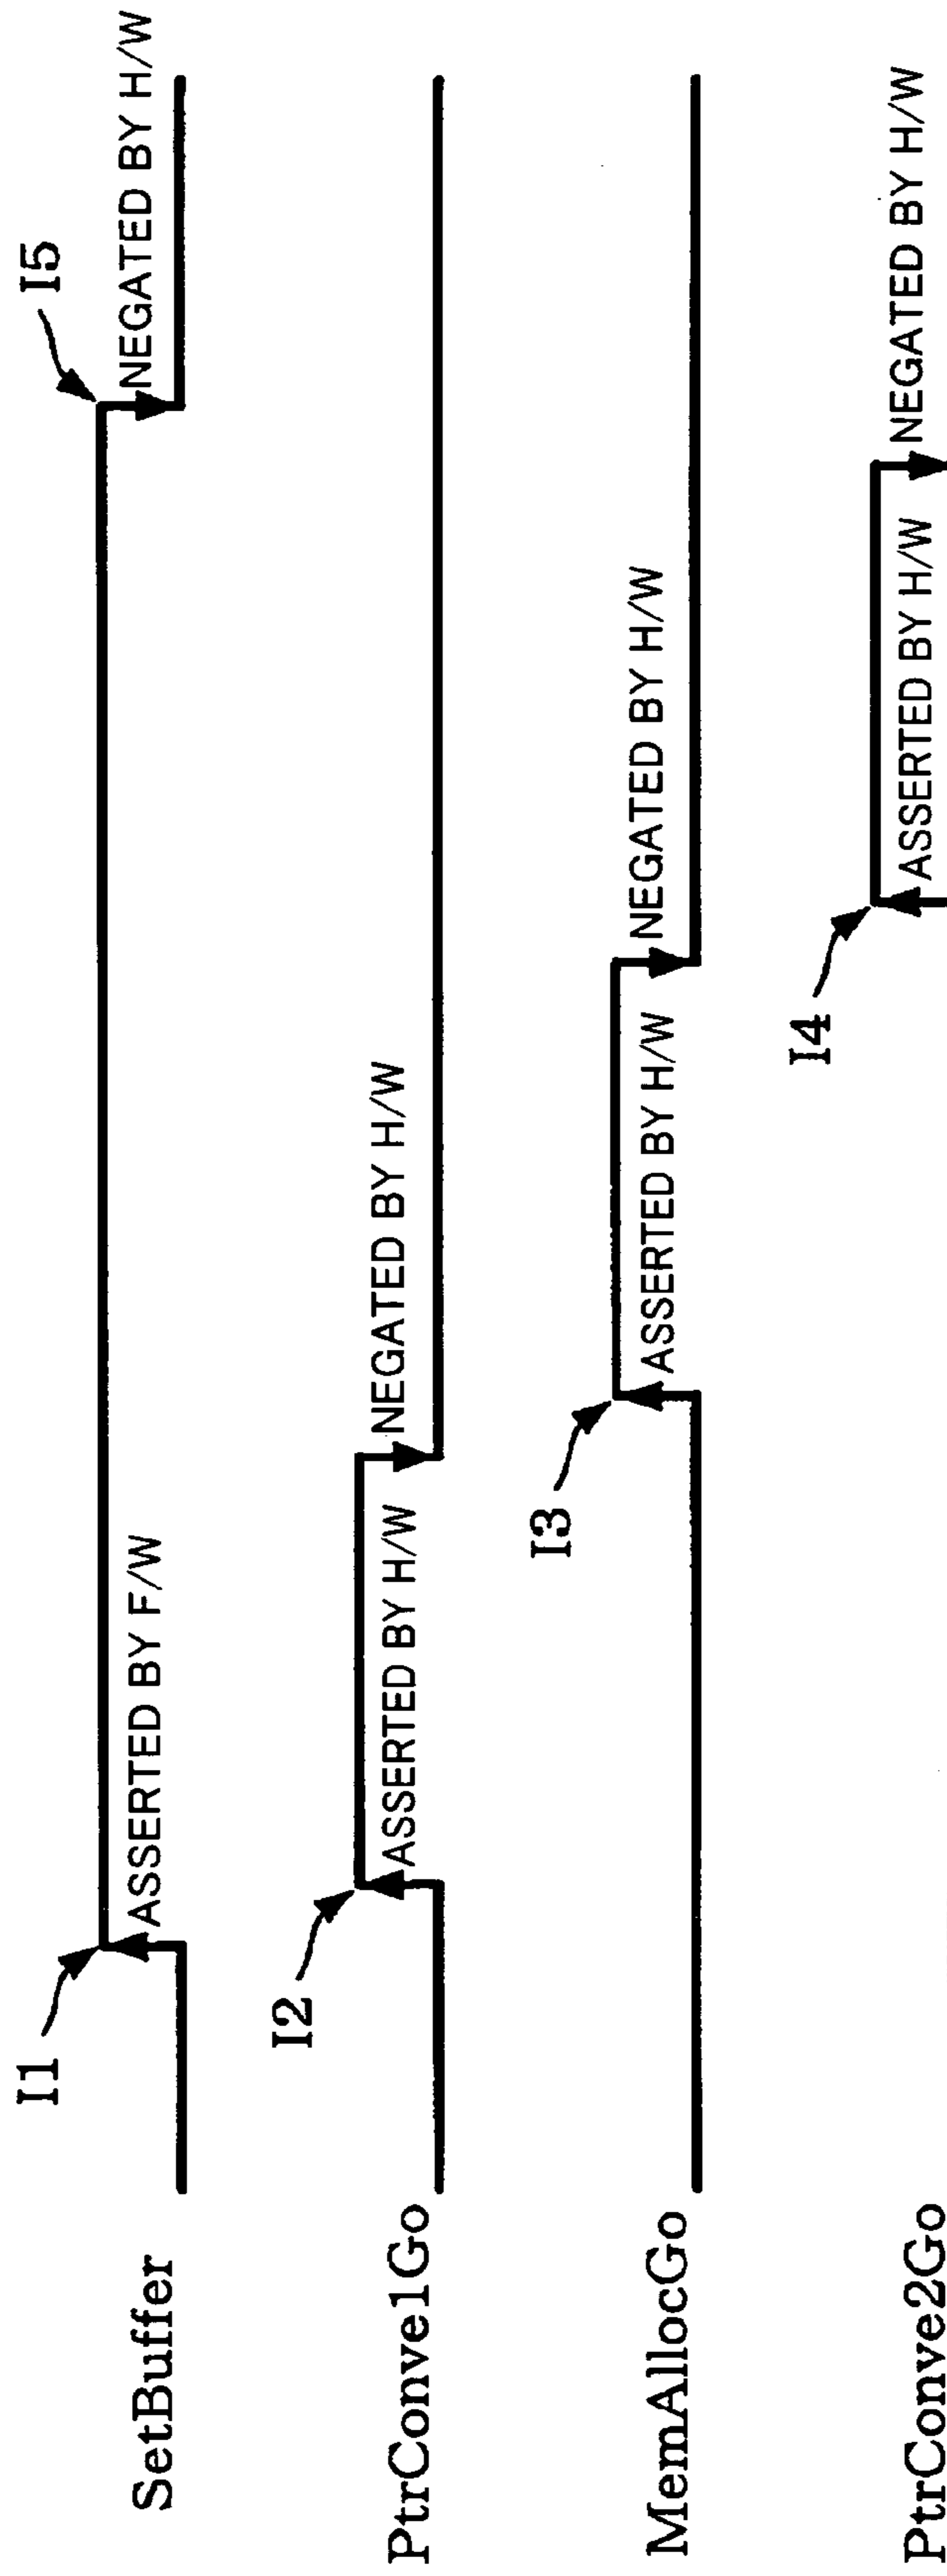 SetBuffer
I1
ASSERTED BY F/W
I5
NEGATED BY H/W
PtrConve1Go
I2
ASSERTED BY H/W
NEGATED BY H/W
MemAllocGo
I3
ASSERTED BY H/W
NEGATED BY H/W
PtrConve2Go
I4
ASSERTED BY H/W
NEGATED BY H/W